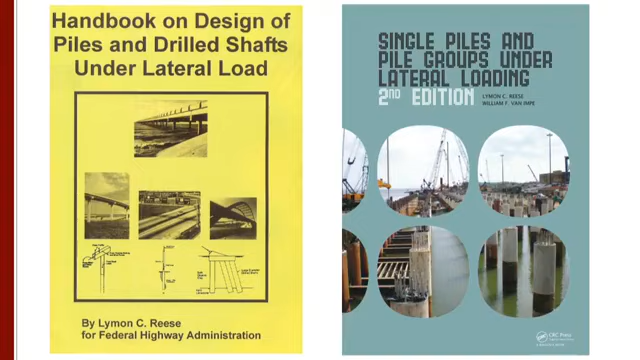 Handbook on Design of
Piles and Drilled Shafts
Under Lateral Load
By Lymon C. Reese
for Federal Highway Administration
SINGLE PILES AND
PILE GROUPS UNDER
LATERAL LOADING
2ND EDITION
LYMON C. REESE
WILLIAM F. VAN IMPE
CRC Press